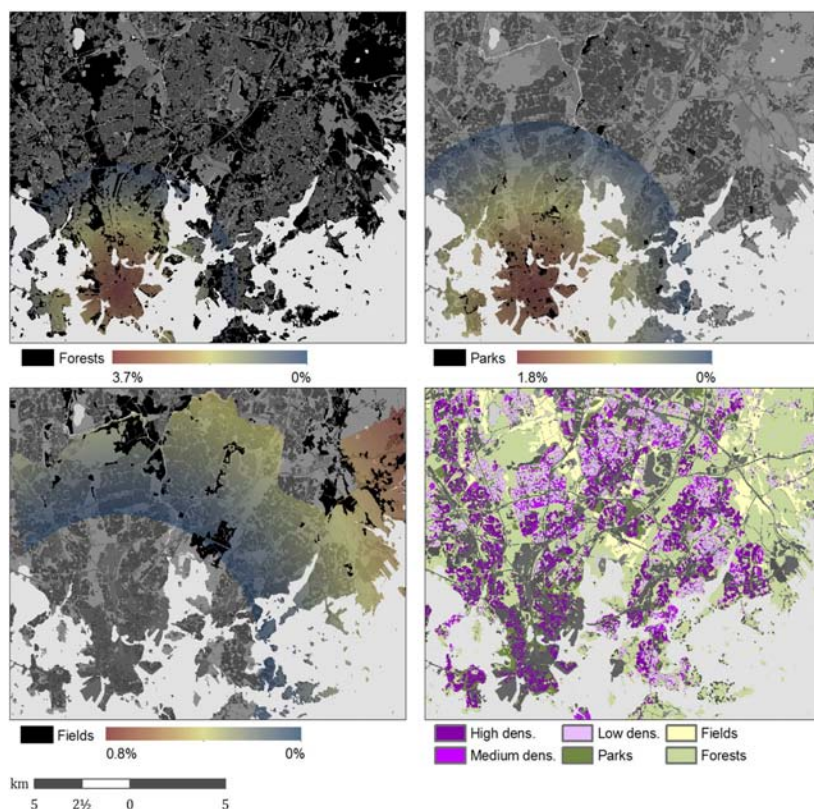 Forests
3.7% 0%
Parks
1.8% 0%
Fields
0.8% 0%
High dens. Low dens. Fields
Medium dens. Parks Forests
km
5 2½ 0 5